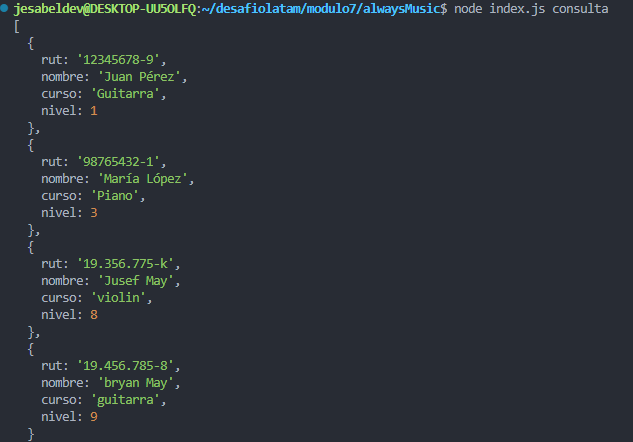 jesabeldev@DESKTOP-UU5OLFQ:~/desafiolatam/modulo7/alwaysMusic$ node index.js consulta
[
  {
    rut: '12345678-9',
    nombre: 'Juan Pérez',
    curso: 'Guitarra',
    nivel: 1
  },
  {
    rut: '98765432-1',
    nombre: 'María López',
    curso: 'Piano',
    nivel: 3
  },
  {
    rut: '19.356.775-k',
    nombre: 'Jusef May',
    curso: 'violin',
    nivel: 8
  },
  {
    rut: '19.456.785-8',
    nombre: 'bryan May',
    curso: 'guitarra',
    nivel: 9
  }